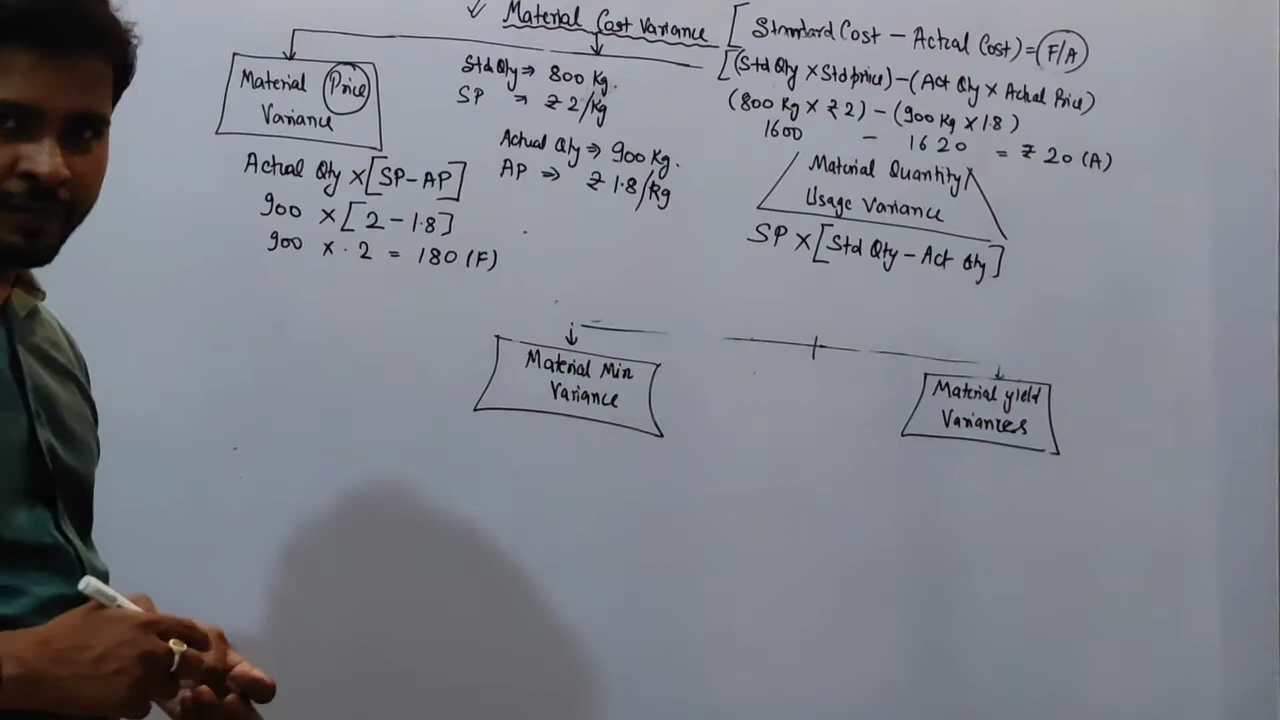 ✓ Material Cost Variance [Standard Cost - Actual Cost) = F/A
[(Std Qty × Std price) - (Act Qty × Actual Price)
(800 Kg × ₹ 2) - (900 Kg × 1.8)
1600 - 1620 = ₹ 20 (A)
Material Price
Variance
Actual Qty × [SP - AP]
900 × [2 - 1.8]
900 × .2 = 180 (F)
Std Qty ⇒ 800 Kg.
SP ⇒ ₹ 2/Kg
Actual Qty ⇒ 900 Kg.
AP ⇒ ₹ 1.8/Kg
Material Quantity/
Usage Variance
SP × [Std Qty - Act Qty]
Material Mix
Variance
Material yield
Variances